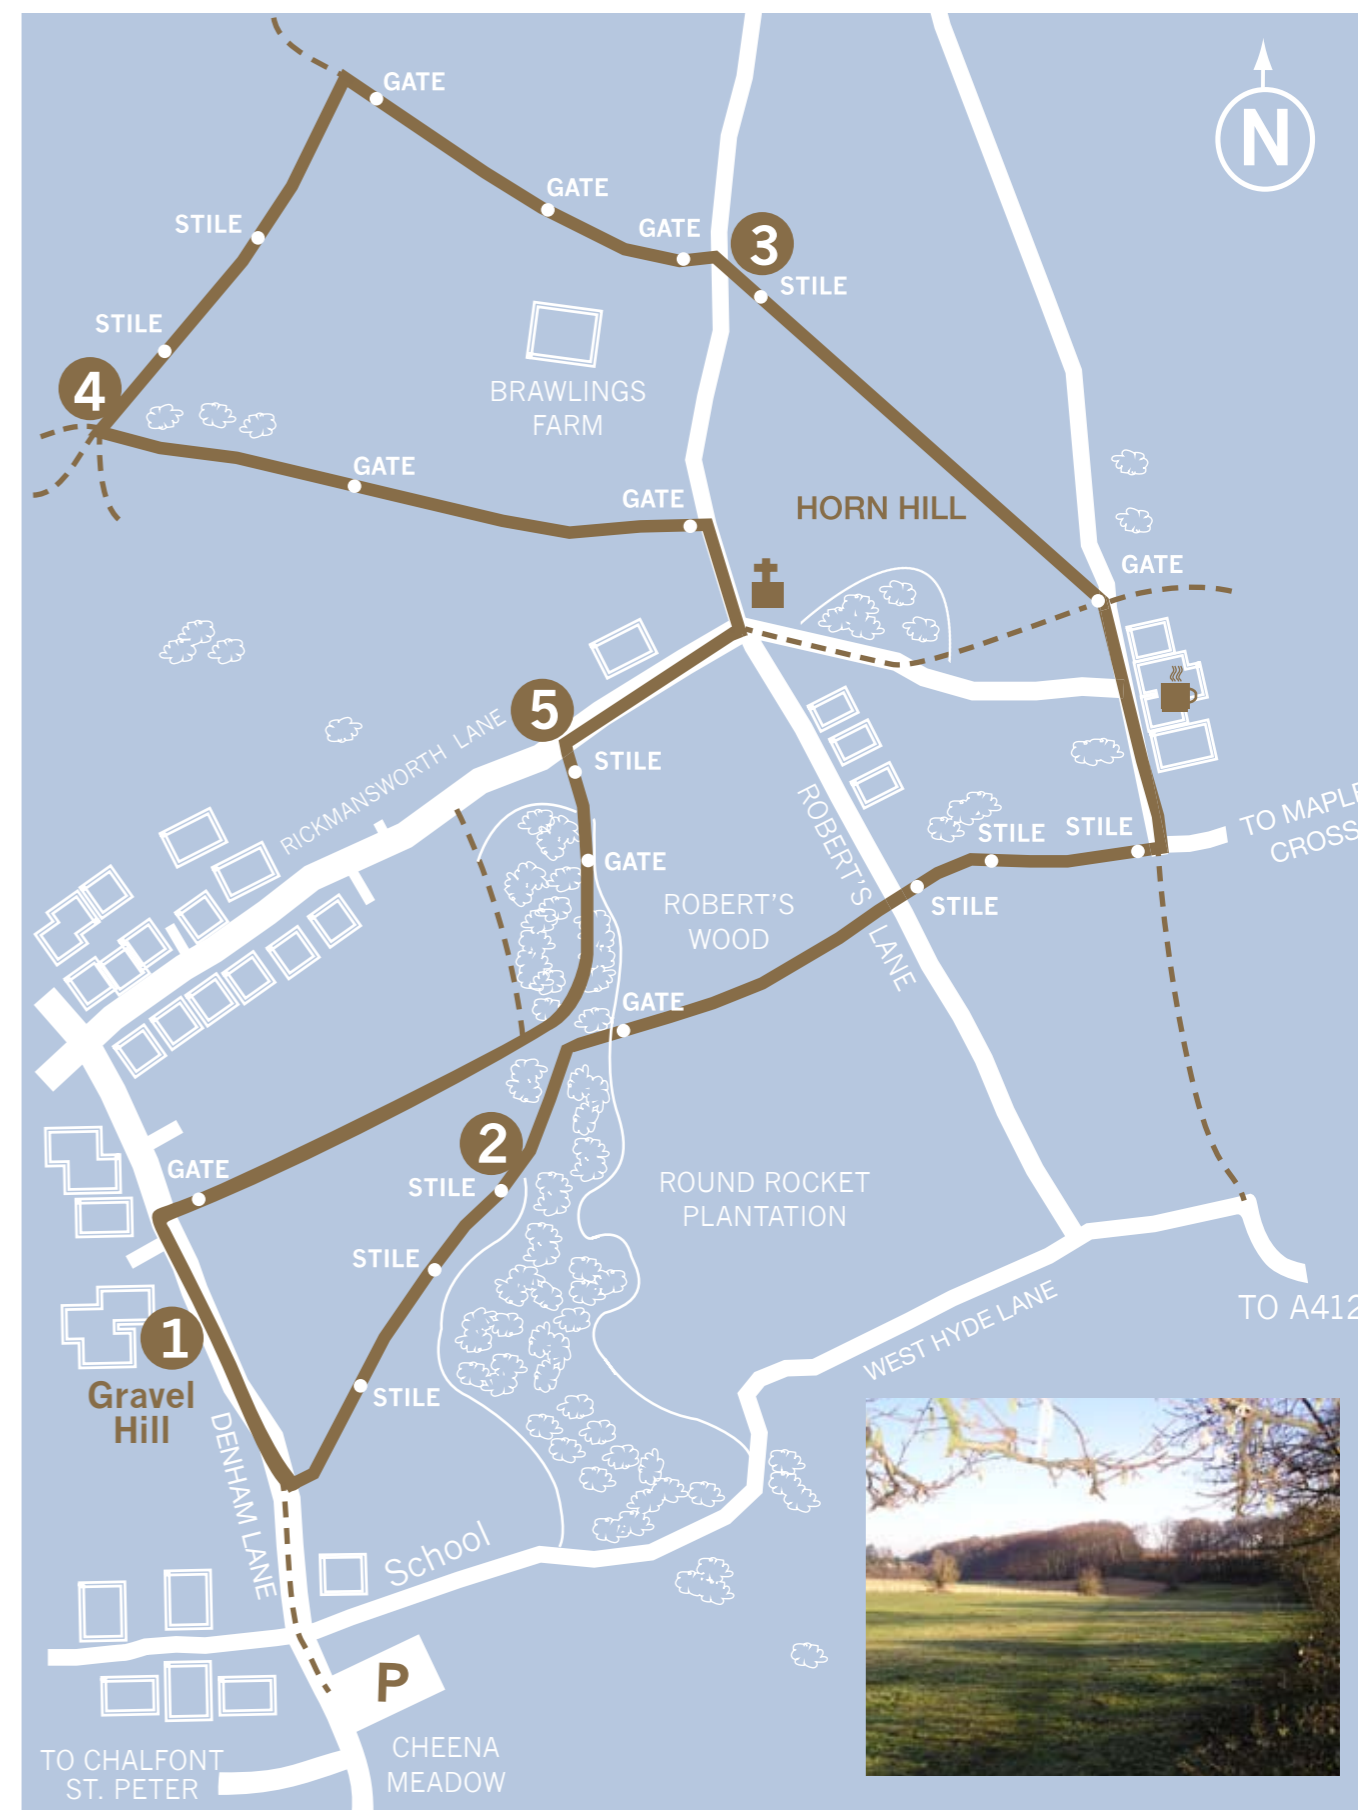 GATE
N
GATE
STILE
GATE
3
STILE
STILE
4
BRAWLINGS
FARM
GATE
GATE
HORN HILL
GATE
5
RICKMANSWORTH LANE
STILE
ROBERT'S LANE
TO MAPLE
CROSS
STILE
STILE
GATE
ROBERT'S
WOOD
STILE
GATE
2
GATE
STILE
ROUND ROCKET
PLANTATION
STILE
1
Gravel
Hill
STILE
DENHAM LANE
WEST HYDE LANE
TO A412
School
P
TO CHALFONT
ST. PETER
CHEENA
MEADOW